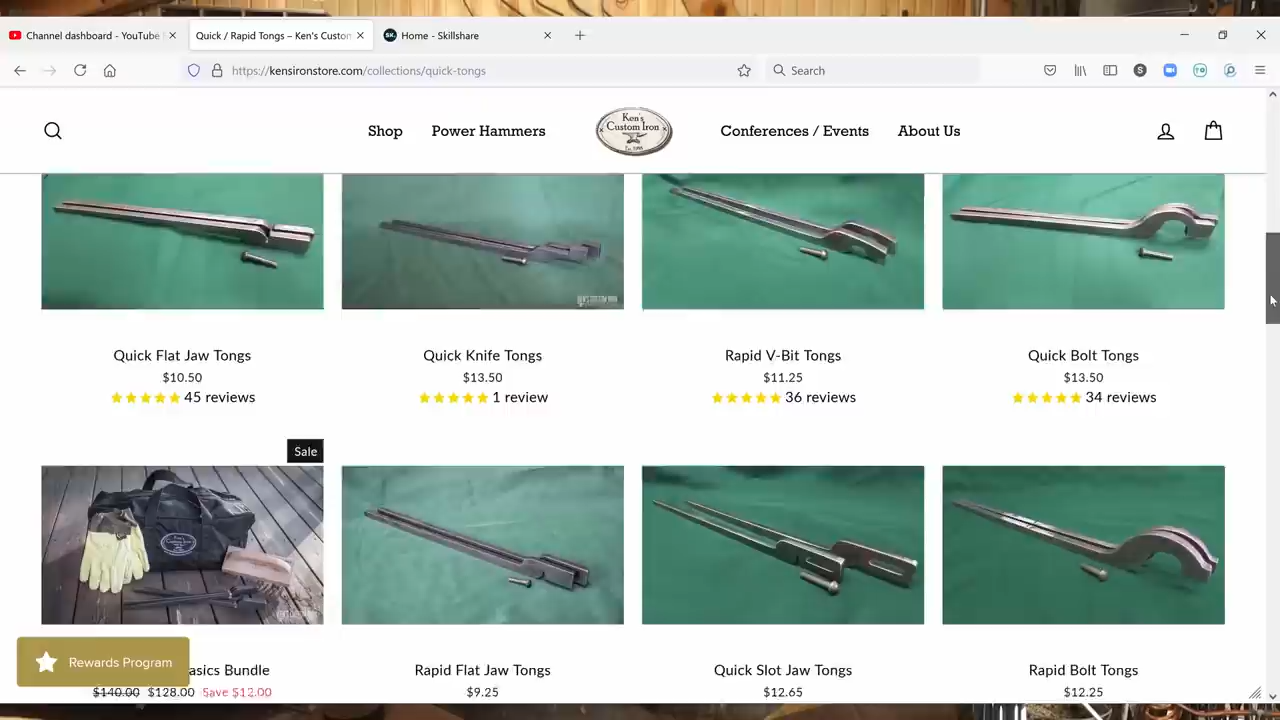 Channel dashboard - YouTube
Quick / Rapid Tongs – Ken's Custon
Home - Skillshare
https://kensironstore.com/collections/quick-tongs
Search
Shop
Power Hammers
Ken's
Custom Iron
Conferences / Events
About Us
Quick Flat Jaw Tongs
$10.50
45 reviews
Quick Knife Tongs
$13.50
1 review
Rapid V-Bit Tongs
$11.25
36 reviews
Quick Bolt Tongs
$13.50
34 reviews
Sale
Ken's
Custom Iron
Rewards Program
asics Bundle
$140.00 $128.00 Save $12.00
Rapid Flat Jaw Tongs
$9.25
Quick Slot Jaw Tongs
$12.65
Rapid Bolt Tongs
$12.25